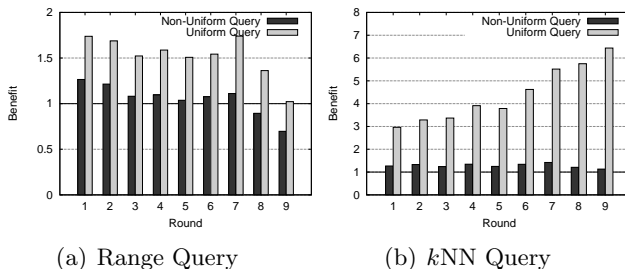 Non-Uniform Query
Uniform Query
2
1.5
1
0.5
0
Benefit
1 2 3 4 5 6 7 8 9
Round
(a) Range Query
Non-Uniform Query
Uniform Query
8
7
6
5
4
3
2
1
0
Benefit
1 2 3 4 5 6 7 8 9
Round
(b) kNN Query